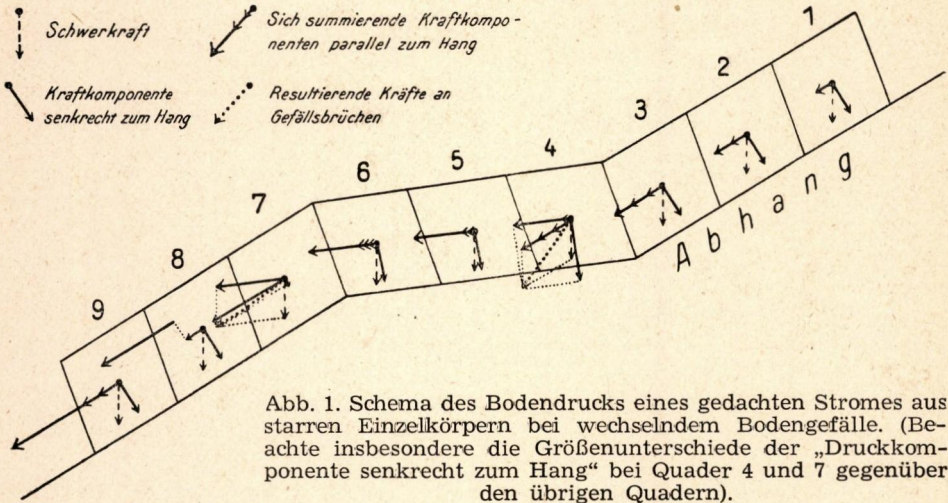 Schwerkraft
Sich summierende Kraftkompo-
nenten parallel zum Hang
Kraftkomponente
senkrecht zum Hang
Resultierende Kräfte an
Gefällsbrüchen
1
2
3
4
5
6
7
8
9
Abhang
Abb. 1. Schema des Bodendrucks eines gedachten Stromes aus
starren Einzelkörpern bei wechselndem Bodengefälle. (Be-
achte insbesondere die Größenunterschiede der „Druckkom-
ponente senkrecht zum Hang“ bei Quader 4 und 7 gegenüber
den übrigen Quadern).